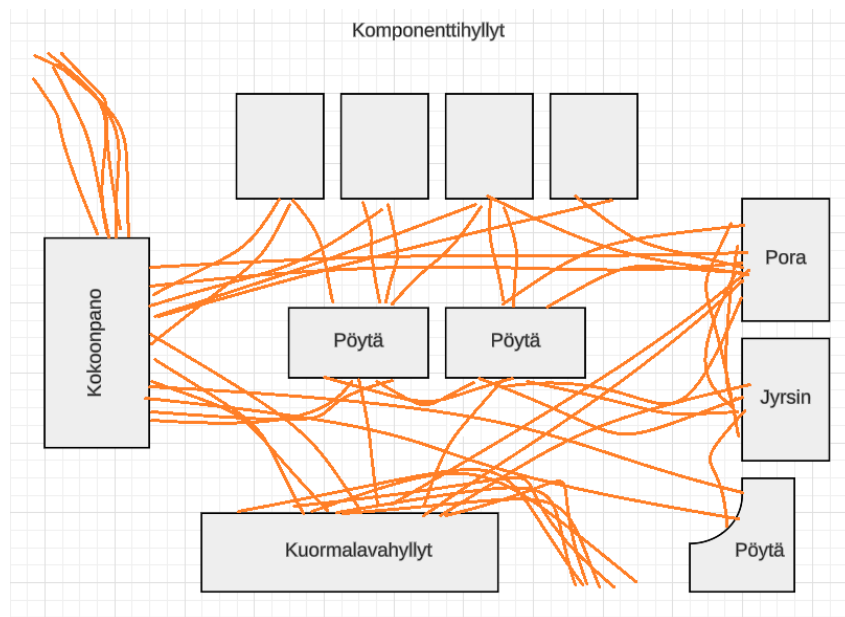 Komponenttihyllyt
Pora
Kokoonpano
Pöytä
Pöytä
Jyrsin
Kuormalavahyllyt
Pöytä